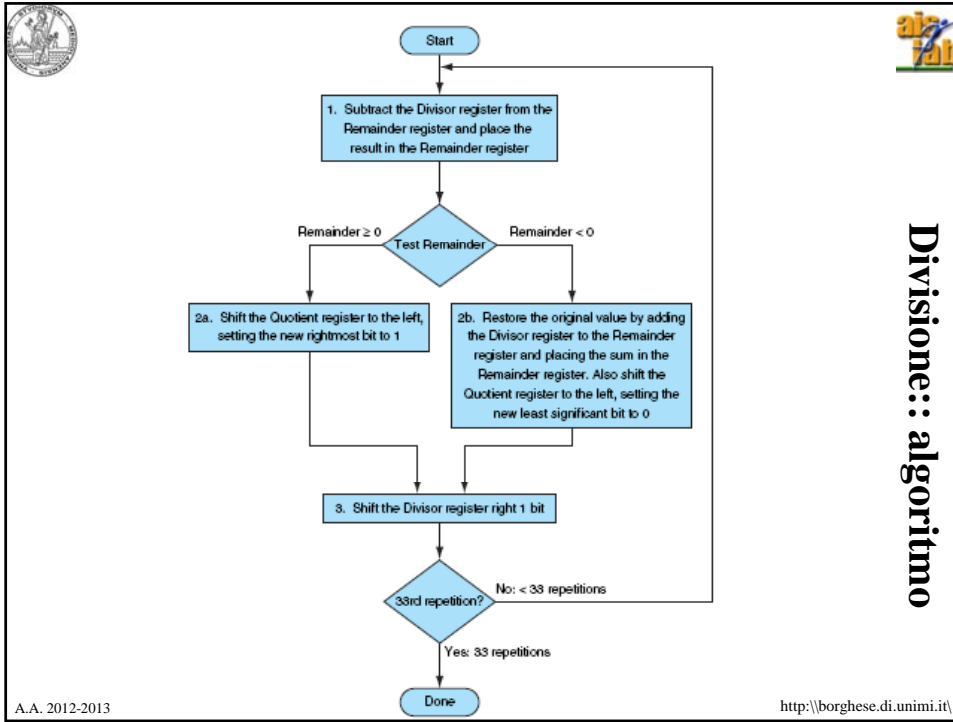 Start
1. Subtract the Divisor register from the
Remainder register and place the
result in the Remainder register
Remainder ≥ 0
Test Remainder
Remainder < 0
2a. Shift the Quotient register to the left,
setting the new rightmost bit to 1
2b. Restore the original value by adding
the Divisor register to the Remainder
register and placing the sum in the
Remainder register. Also shift the
Quotient register to the left, setting the
new least significant bit to 0
3. Shift the Divisor register right 1 bit
33rd repetition?
No: < 33 repetitions
Yes: 33 repetitions
Done
Divisione:: algoritmo
A.A. 2012-2013
http:\\borghese.di.unimi.it\